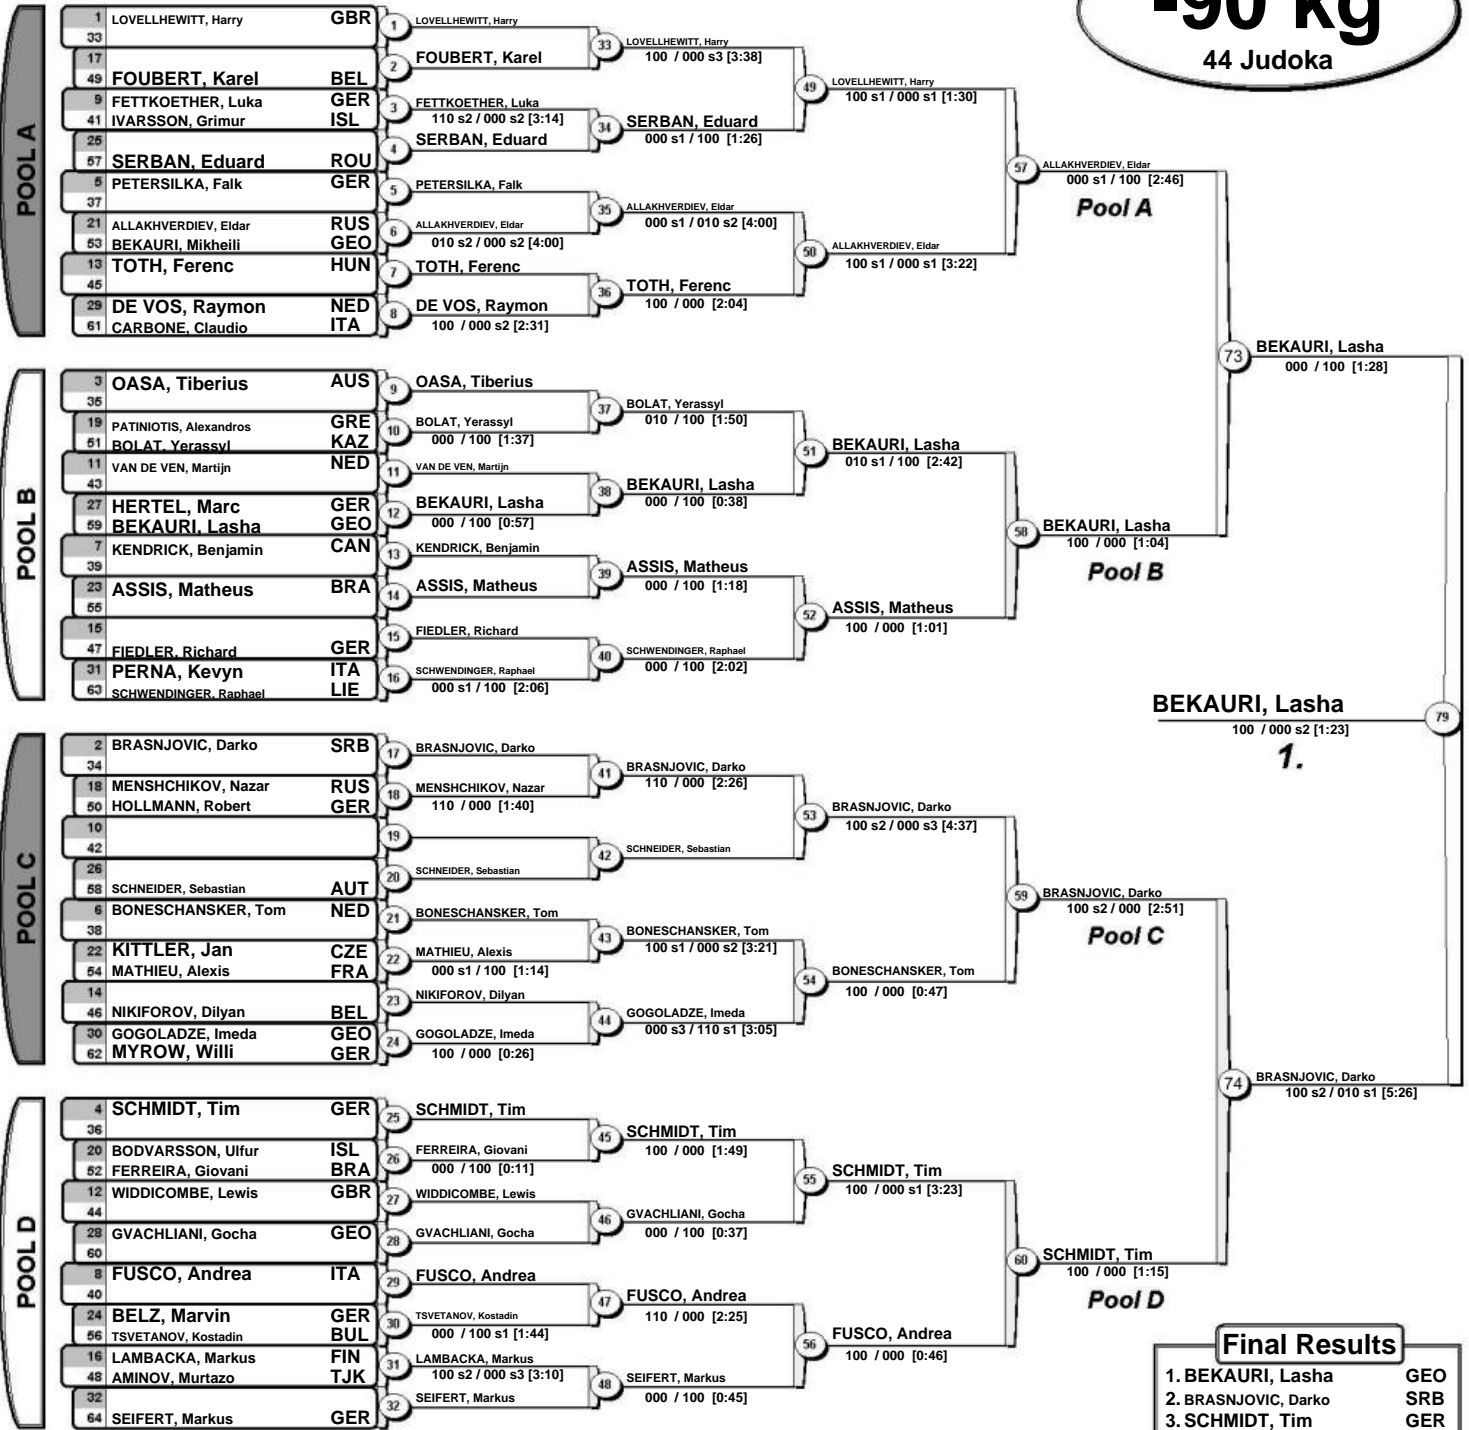 -90 kg
44 Judoka
POOL A
1 LOVELLHEWITT, Harry GBR
33
17
49 FOUBERT, Karel BEL
9 FETTKOETHER, Luka GER
41 IVARSSON, Grimur ISL
25
57 SERBAN, Eduard ROU
5 PETERSILKA, Falk GER
37
21 ALLAKHVERDIEV, Eldar RUS
53 BEKAURI, Mikheili GEO
13 TOTH, Ferenc HUN
45
29 DE VOS, Raymon NED
61 CARBONE, Claudio ITA
1 LOVELLHEWITT, Harry
2 FOUBERT, Karel
3 FETTKOETHER, Luka
110 s2 / 000 s2 [3:14]
4 SERBAN, Eduard
5 PETERSILKA, Falk
6 ALLAKHVERDIEV, Eldar
010 s2 / 000 s2 [4:00]
7 TOTH, Ferenc
8 DE VOS, Raymon
100 / 000 s2 [2:31]
33 LOVELLHEWITT, Harry
100 / 000 s3 [3:38]
34 SERBAN, Eduard
000 s1 / 100 [1:26]
35 ALLAKHVERDIEV, Eldar
000 s1 / 010 s2 [4:00]
36 TOTH, Ferenc
100 / 000 [2:04]
49 LOVELLHEWITT, Harry
100 s1 / 000 s1 [1:30]
50 ALLAKHVERDIEV, Eldar
100 s1 / 000 s1 [3:22]
57 ALLAKHVERDIEV, Eldar
000 s1 / 100 [2:46]
Pool A
POOL B
3 OASA, Tiberius AUS
35
19 PATINIOTIS, Alexandros GRE
51 BOLAT, Yerassyl KAZ
11 VAN DE VEN, Martijn NED
43
27 HERTEL, Marc GER
59 BEKAURI, Lasha GEO
7 KENDRICK, Benjamin CAN
39
23 ASSIS, Matheus BRA
55
15
47 FIEDLER, Richard GER
31 PERNA, Kevyn ITA
63 SCHWENDINGER, Raphael LIE
9 OASA, Tiberius
10 BOLAT, Yerassyl
000 / 100 [1:37]
11 VAN DE VEN, Martijn
12 BEKAURI, Lasha
000 / 100 [0:57]
13 KENDRICK, Benjamin
14 ASSIS, Matheus
15 FIEDLER, Richard
16 SCHWENDINGER, Raphael
000 s1 / 100 [2:06]
37 BOLAT, Yerassyl
010 / 100 [1:50]
38 BEKAURI, Lasha
000 / 100 [0:38]
39 ASSIS, Matheus
000 / 100 [1:18]
40 SCHWENDINGER, Raphael
000 / 100 [2:02]
51 BEKAURI, Lasha
010 s1 / 100 [2:42]
52 ASSIS, Matheus
100 / 000 [1:01]
58 BEKAURI, Lasha
100 / 000 [1:04]
Pool B
73 BEKAURI, Lasha
000 / 100 [1:28]
BEKAURI, Lasha 79
100 / 000 s2 [1:23]
1.
POOL C
2 BRASNJOVIC, Darko SRB
34
18 MENSHCHIKOV, Nazar RUS
50 HOLLMANN, Robert GER
10
42
26
58 SCHNEIDER, Sebastian AUT
6 BONESCHANSKER, Tom NED
38
22 KITTLER, Jan CZE
54 MATHIEU, Alexis FRA
14
46 NIKIFOROV, Dilyan BEL
30 GOGOLADZE, Imeda GEO
62 MYROW, Willi GER
17 BRASNJOVIC, Darko
18 MENSHCHIKOV, Nazar
110 / 000 [1:40]
19
20 SCHNEIDER, Sebastian
21 BONESCHANSKER, Tom
22 MATHIEU, Alexis
000 s1 / 100 [1:14]
23 NIKIFOROV, Dilyan
24 GOGOLADZE, Imeda
100 / 000 [0:26]
41 BRASNJOVIC, Darko
110 / 000 [2:26]
42 SCHNEIDER, Sebastian
43 BONESCHANSKER, Tom
100 s1 / 000 s2 [3:21]
44 GOGOLADZE, Imeda
000 s3 / 110 s1 [3:05]
53 BRASNJOVIC, Darko
100 s2 / 000 s3 [4:37]
54 BONESCHANSKER, Tom
100 / 000 [0:47]
59 BRASNJOVIC, Darko
100 s2 / 000 [2:51]
Pool C
74 BRASNJOVIC, Darko
100 s2 / 010 s1 [5:26]
POOL D
4 SCHMIDT, Tim GER
36
20 BODVARSSON, Ulfur ISL
52 FERREIRA, Giovani BRA
12 WIDDICOMBE, Lewis GBR
44
28 GVACHLIANI, Gocha GEO
60
8 FUSCO, Andrea ITA
40
24 BELZ, Marvin GER
56 TSVETANOV, Kostadin BUL
16 LAMBACKA, Markus FIN
48 AMINOV, Murtazo TJK
32
64 SEIFERT, Markus GER
25 SCHMIDT, Tim
26 FERREIRA, Giovani
000 / 100 [0:11]
27 WIDDICOMBE, Lewis
28 GVACHLIANI, Gocha
29 FUSCO, Andrea
30 TSVETANOV, Kostadin
000 / 100 s1 [1:44]
31 LAMBACKA, Markus
100 s2 / 000 s3 [3:10]
32 SEIFERT, Markus
45 SCHMIDT, Tim
100 / 000 [1:49]
46 GVACHLIANI, Gocha
000 / 100 [0:37]
47 FUSCO, Andrea
110 / 000 [2:25]
48 SEIFERT, Markus
000 / 100 [0:45]
55 SCHMIDT, Tim
100 / 000 s1 [3:23]
56 FUSCO, Andrea
100 / 000 [0:46]
60 SCHMIDT, Tim
100 / 000 [1:15]
Pool D
Final Results
1. BEKAURI, Lasha GEO
2. BRASNJOVIC, Darko SRB
3. SCHMIDT, Tim GER